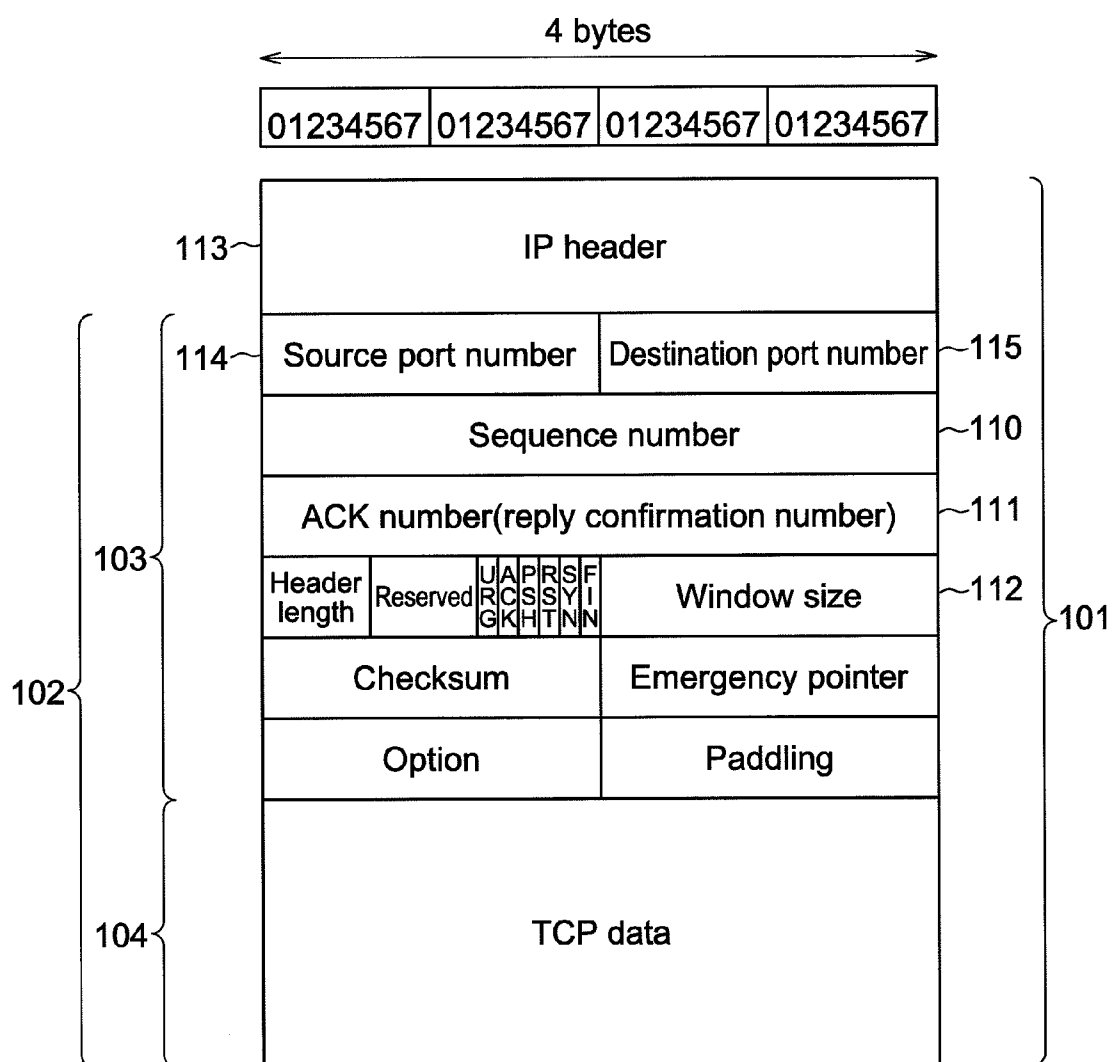 4 bytes
01234567 01234567 01234567 01234567
113 IP header
114 Source port number Destination port number 115
Sequence number 110
ACK number(reply confirmation number) 111
103
Header length Reserved URG ACK PSH RST SYN FIN Window size 112
101
102
Checksum Emergency pointer
Option Paddling
104 TCP data